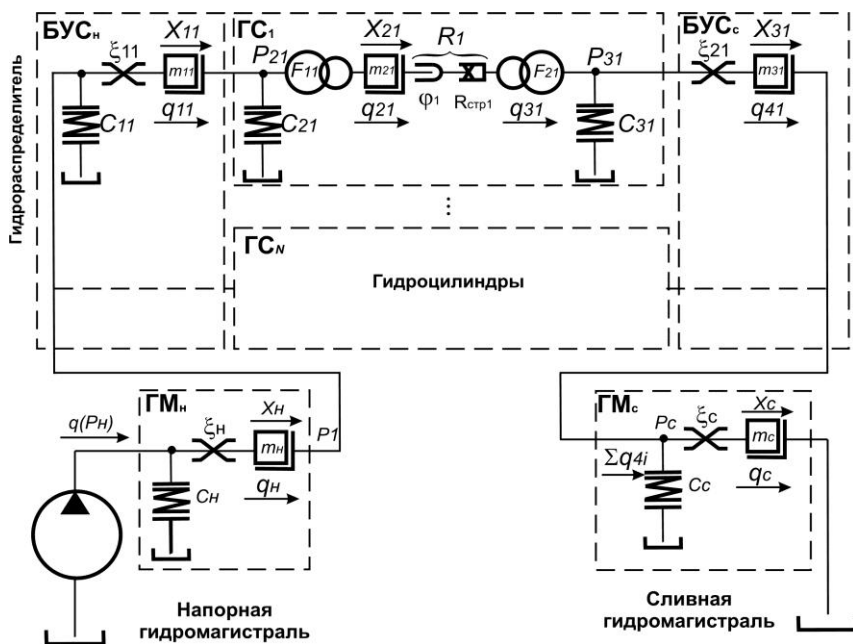 БУСн
ГС1
БУСс
Гидрораспределитель
X11
ξ11
m11
q11
C11
P21
F11
C21
X21
m21
q21
R1
φ1
Rстр1
F21
q31
P31
C31
ξ21
X31
m31
q41
⋮
ГСN
Гидроцилиндры
q(Pн)
ГМн
ξн
Xн
P1
mн
qн
Cн
Напорная
гидромагистраль
ГМс
Pc
ξc
Xc
mc
Σq4i
Cc
qc
Сливная
гидромагистраль